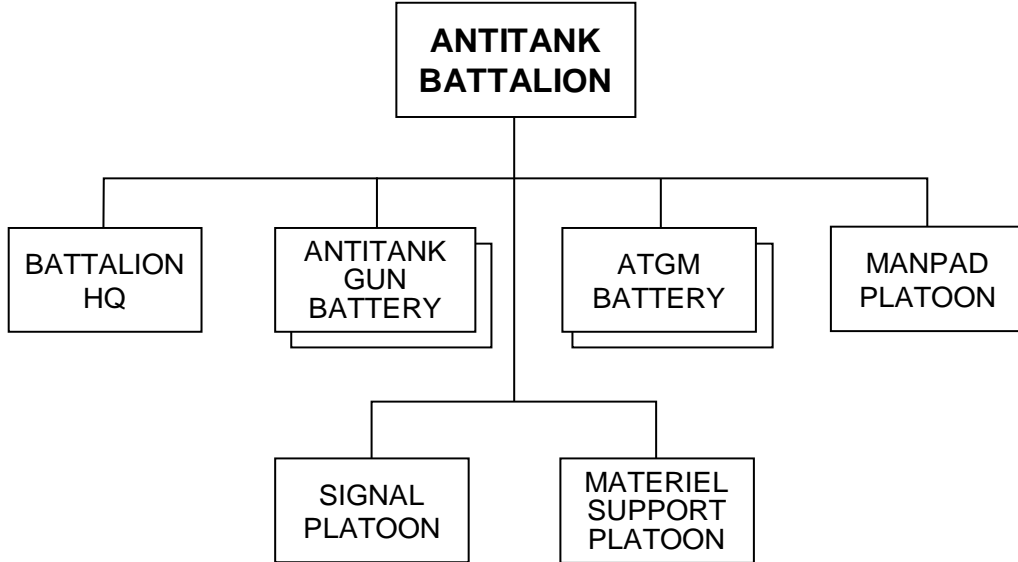 ANTITANK
BATTALION
BATTALION
HQ
ANTITANK
GUN
BATTERY
ATGM
BATTERY
MANPAD
PLATOON
SIGNAL
PLATOON
MATERIEL
SUPPORT
PLATOON